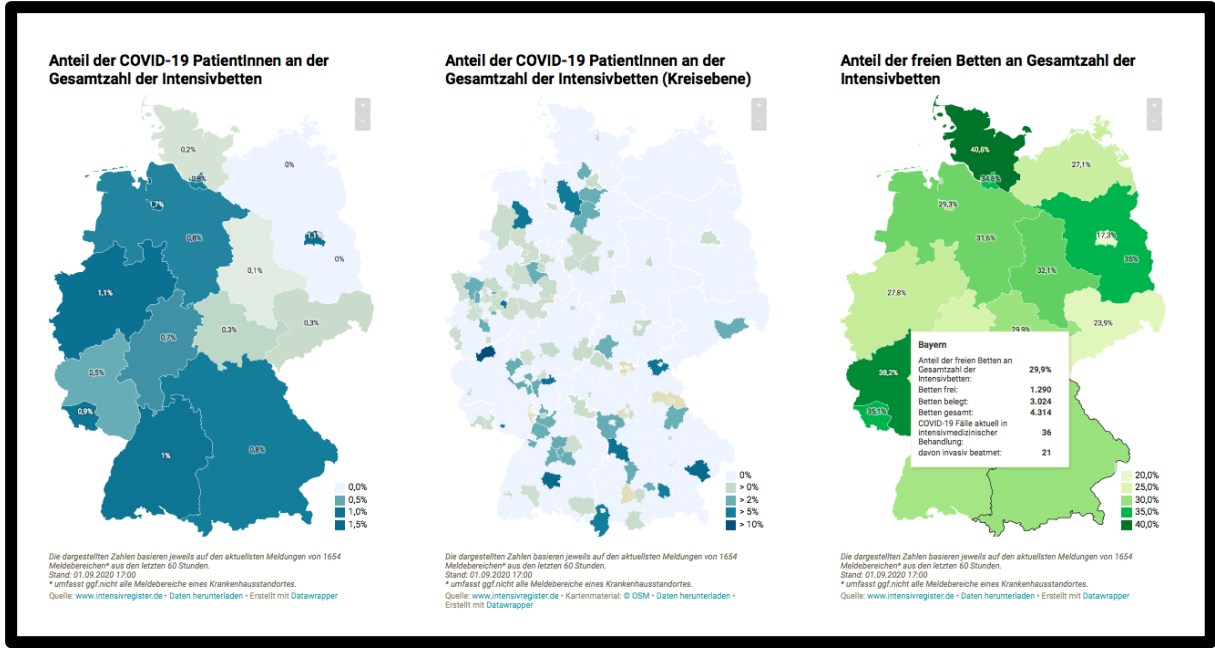 Anteil der COVID-19 PatientInnen an der
Gesamtzahl der Intensivbetten
+
−
0,2%
0%
0,8%
1,7%
1,1%
0,8%
0%
0,1%
1,1%
0,3%
0,3%
0,7%
0,5%
0,9%
1%
0,8%
0,0%
0,5%
1,0%
1,5%
Die dargestellten Zahlen basieren jeweils auf den aktuellsten Meldungen von 1654
Meldebereichen* aus den letzten 60 Stunden.
Stand: 01.09.2020 17:00
* umfasst ggf.nicht alle Meldebereiche eines Krankenhausstandortes.
Quelle: www.intensivregister.de • Daten herunterladen • Erstellt mit Datawrapper
Anteil der COVID-19 PatientInnen an der
Gesamtzahl der Intensivbetten (Kreisebene)
+
−
0%
> 0%
> 2%
> 5%
> 10%
Die dargestellten Zahlen basieren jeweils auf den aktuellsten Meldungen von 1654
Meldebereichen* aus den letzten 60 Stunden.
Stand: 01.09.2020 17:00
* umfasst ggf.nicht alle Meldebereiche eines Krankenhausstandortes.
Quelle: www.intensivregister.de • Kartenmaterial: © OSM • Daten herunterladen •
Erstellt mit Datawrapper
Anteil der freien Betten an Gesamtzahl der
Intensivbetten
+
−
40,8%
27,1%
34,6%
29,3%
17,3%
31,6%
35%
32,1%
27,8%
23,9%
29,9%
38,2%
35,1%
Bayern
Anteil der freien Betten an
Gesamtzahl der
Intensivbetten: 29,9%
Betten frei: 1.290
Betten belegt: 3.024
Betten gesamt: 4.314
COVID-19 Fälle aktuell in
intensivmedizinischer 36
Behandlung:
davon invasiv beatmet: 21
20,0%
25,0%
30,0%
35,0%
40,0%
Die dargestellten Zahlen basieren jeweils auf den aktuellsten Meldungen von 1654
Meldebereichen* aus den letzten 60 Stunden.
Stand: 01.09.2020 17:00
* umfasst ggf.nicht alle Meldebereiche eines Krankenhausstandortes.
Quelle: www.intensivregister.de • Daten herunterladen • Erstellt mit Datawrapper